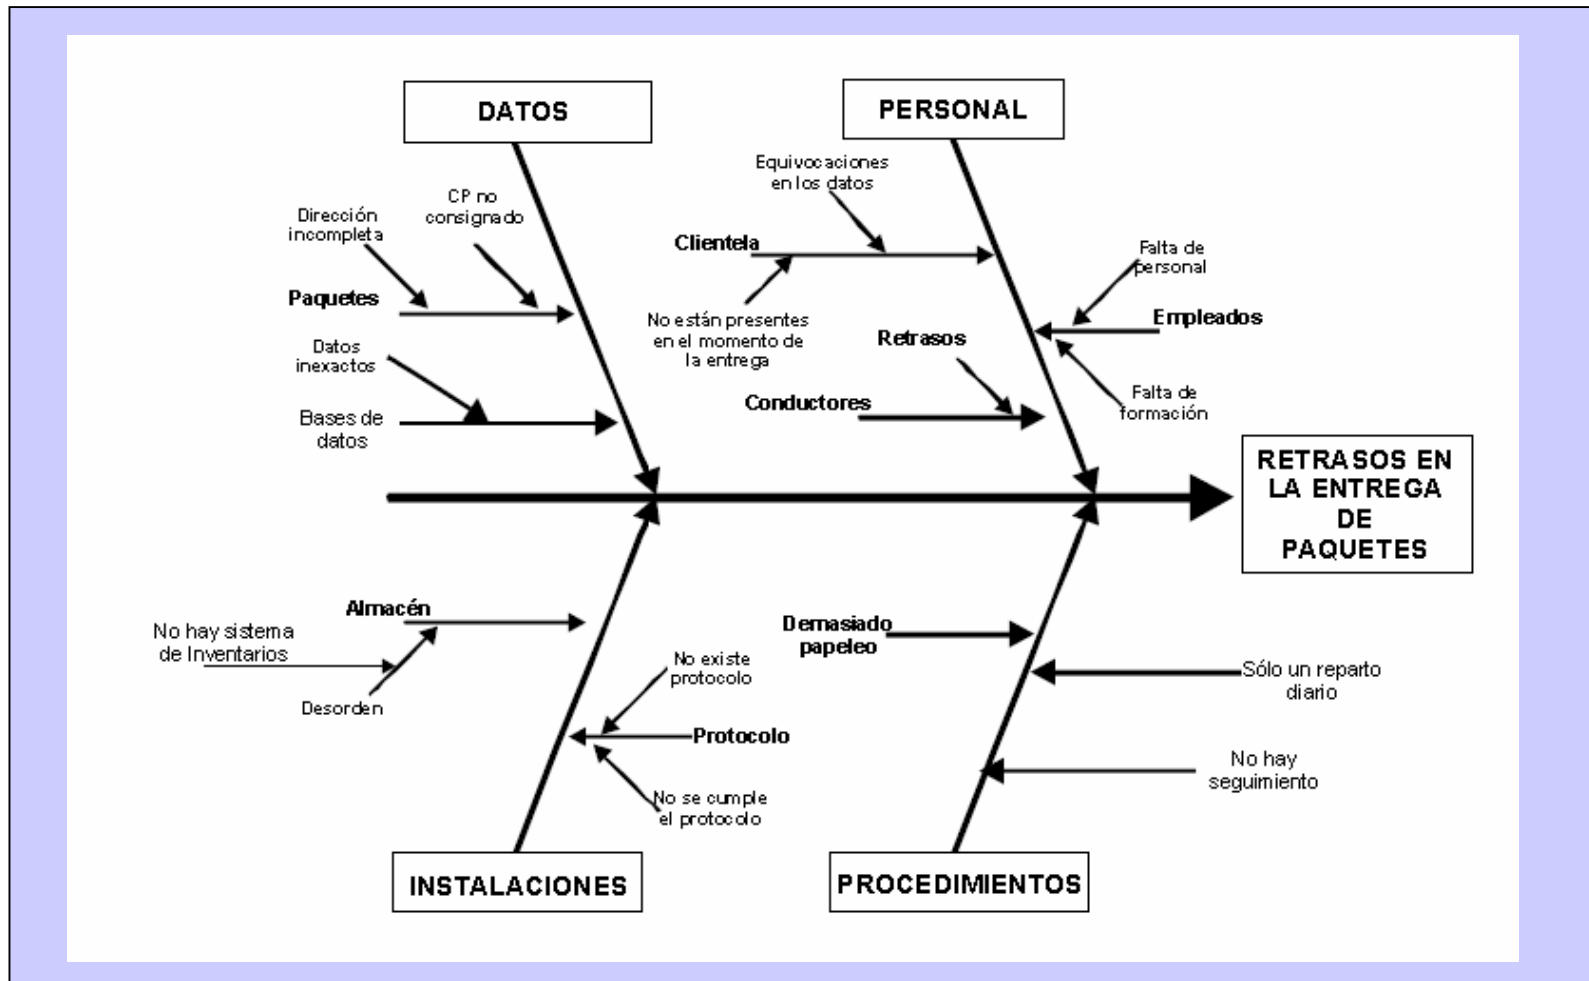 DATOS
PERSONAL
Equivocaciones
en los datos
CP no
consignado
Dirección
incompleta
Clientela
Falta de
personal
Paquetes
No están presentes
en el momento de
la entrega
Empleados
Retrasos
Datos
inexactos
Conductores
Falta de
formación
Bases de
datos
RETRASOS EN
LA ENTREGA
DE
PAQUETES
Almacén
No hay sistema
de Inventarios
Desorden
No existe
protocolo
Protocolo
No se cumple
el protocolo
Demasiado
papeleo
Sólo un reparto
diario
No hay
seguimiento
INSTALACIONES
PROCEDIMIENTOS